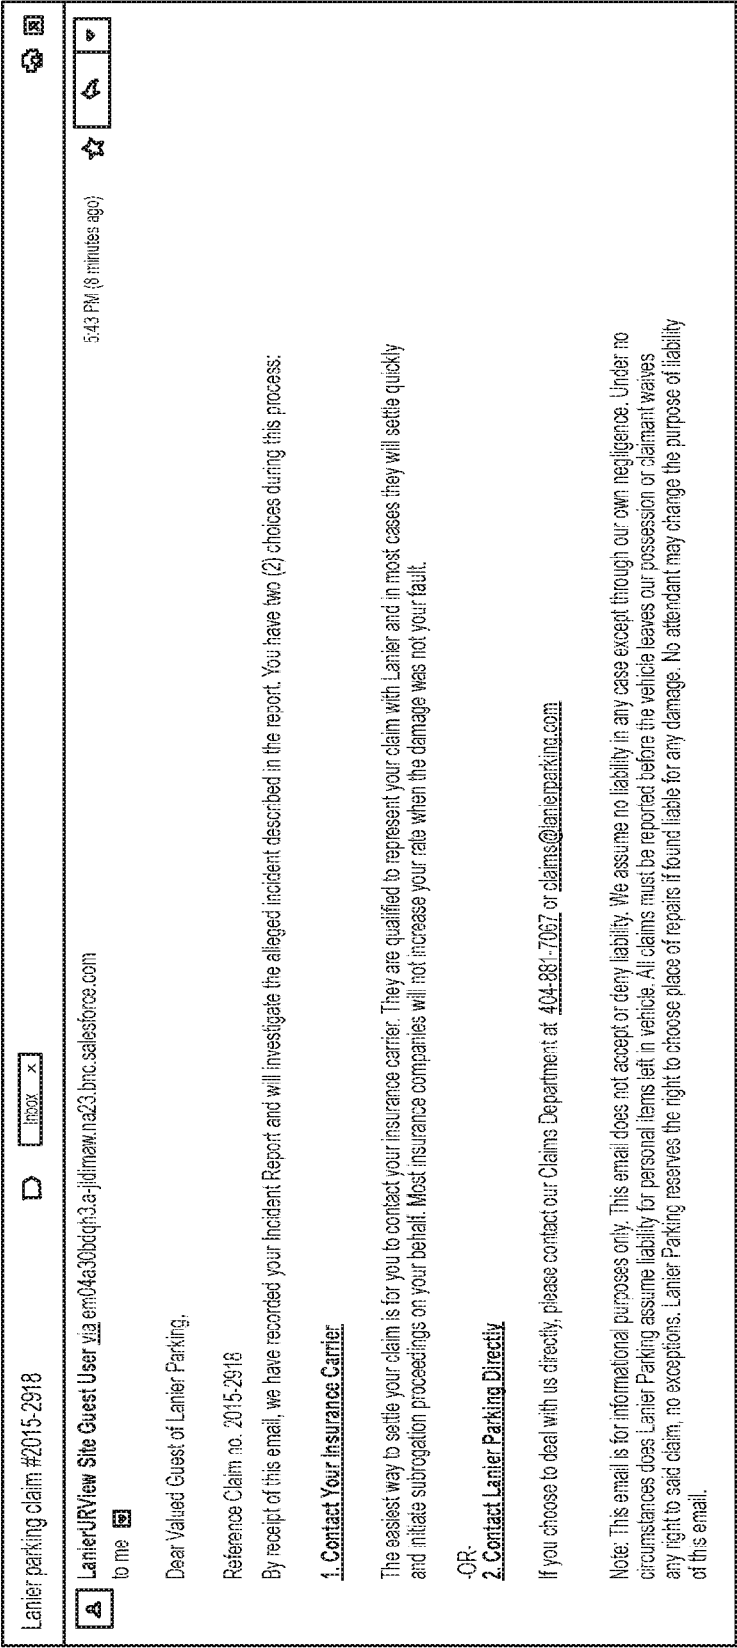 Lanier parking claim #2015-2918
Inbox x
LanierURView Site Guest User via em04a30bdqh3.a-jdimaw.na23.bnc.salesforce.com
5:43 PM (8 minutes ago)
to me
Dear Valued Guest of Lanier Parking,
Reference Claim no. 2015-2918
By receipt of this email, we have recorded your Incident Report and will investigate the alleged incident described in the report. You have two (2) choices during this process:
1. Contact Your Insurance Carrier
The easiest way to settle your claim is for you to contact your insurance carrier. They are qualified to represent your claim with Lanier and in most cases they will settle quickly
and initiate subrogation proceedings on your behalf. Most insurance companies will not increase your rate when the damage was not your fault.
-OR-
2. Contact Lanier Parking Directly
If you choose to deal with us directly, please contact our Claims Department at 404-881-7067 or claims@lanierparking.com
Note: This email is for informational purposes only. This email does not accept or deny liability. We assume no liability in any case except through our own negligence. Under no
circumstances does Lanier Parking assume liability for personal items left in vehicle. All claims must be reported before the vehicle leaves our possession or claimant waives
any right to said claim, no exceptions. Lanier Parking reserves the right to choose place of repairs if found liable for any damage. No attendant may change the purpose of liability
of this email.